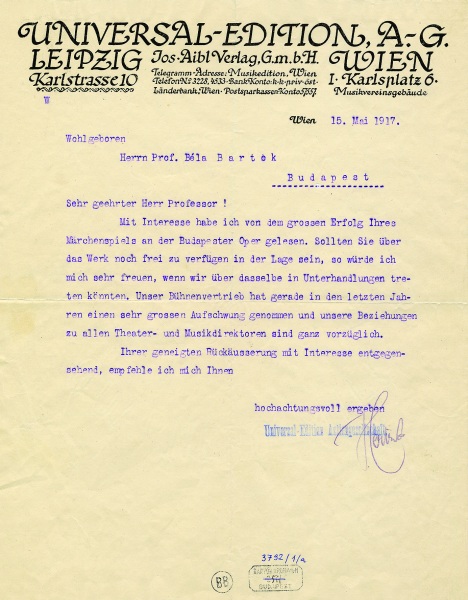 UNIVERSAL-EDITION, A.-G.
LEIPZIG Jos. Aibl Verlag, G.m.b.H. WIEN
Karlstrasse 10 Telegramm-Adresse: Musikedition, Wien I. Karlsplatz 6.
Telefon Nº 3228, 4533 · Bank Konto: k·k·priv·öst·
Länderbank, Wien · Postsparkassen Konto 51557 Musikvereinsgebäude
W
Wien 15. Mai 1917.
Wohlgeboren
Herrn Prof. Béla Bartók
Budapest
Sehr geehrter Herr Professor !
Mit Interesse habe ich von dem grossen Erfolg Ihres
Märchenspiels an der Budapester Oper gelesen. Sollten Sie über
das Werk noch frei zu verfügen in der Lage sein, so würde ich
mich sehr freuen, wenn wir über dasselbe in Unterhandlungen tre-
ten könnten. Unser Bühnenvertrieb hat gerade in den letzten Jah-
ren einen sehr grossen Aufschwung genommen und unsere Beziehungen
zu allen Theater- und Musikdirektoren sind ganz vorzüglich.
Ihrer geneigten Rückäusserung mit Interesse entgegen-
sehend, empfehle ich mich Ihnen
hochachtungsvoll ergeben
Universal-Edition Aktiengesellschaft
3792/1/a
BB